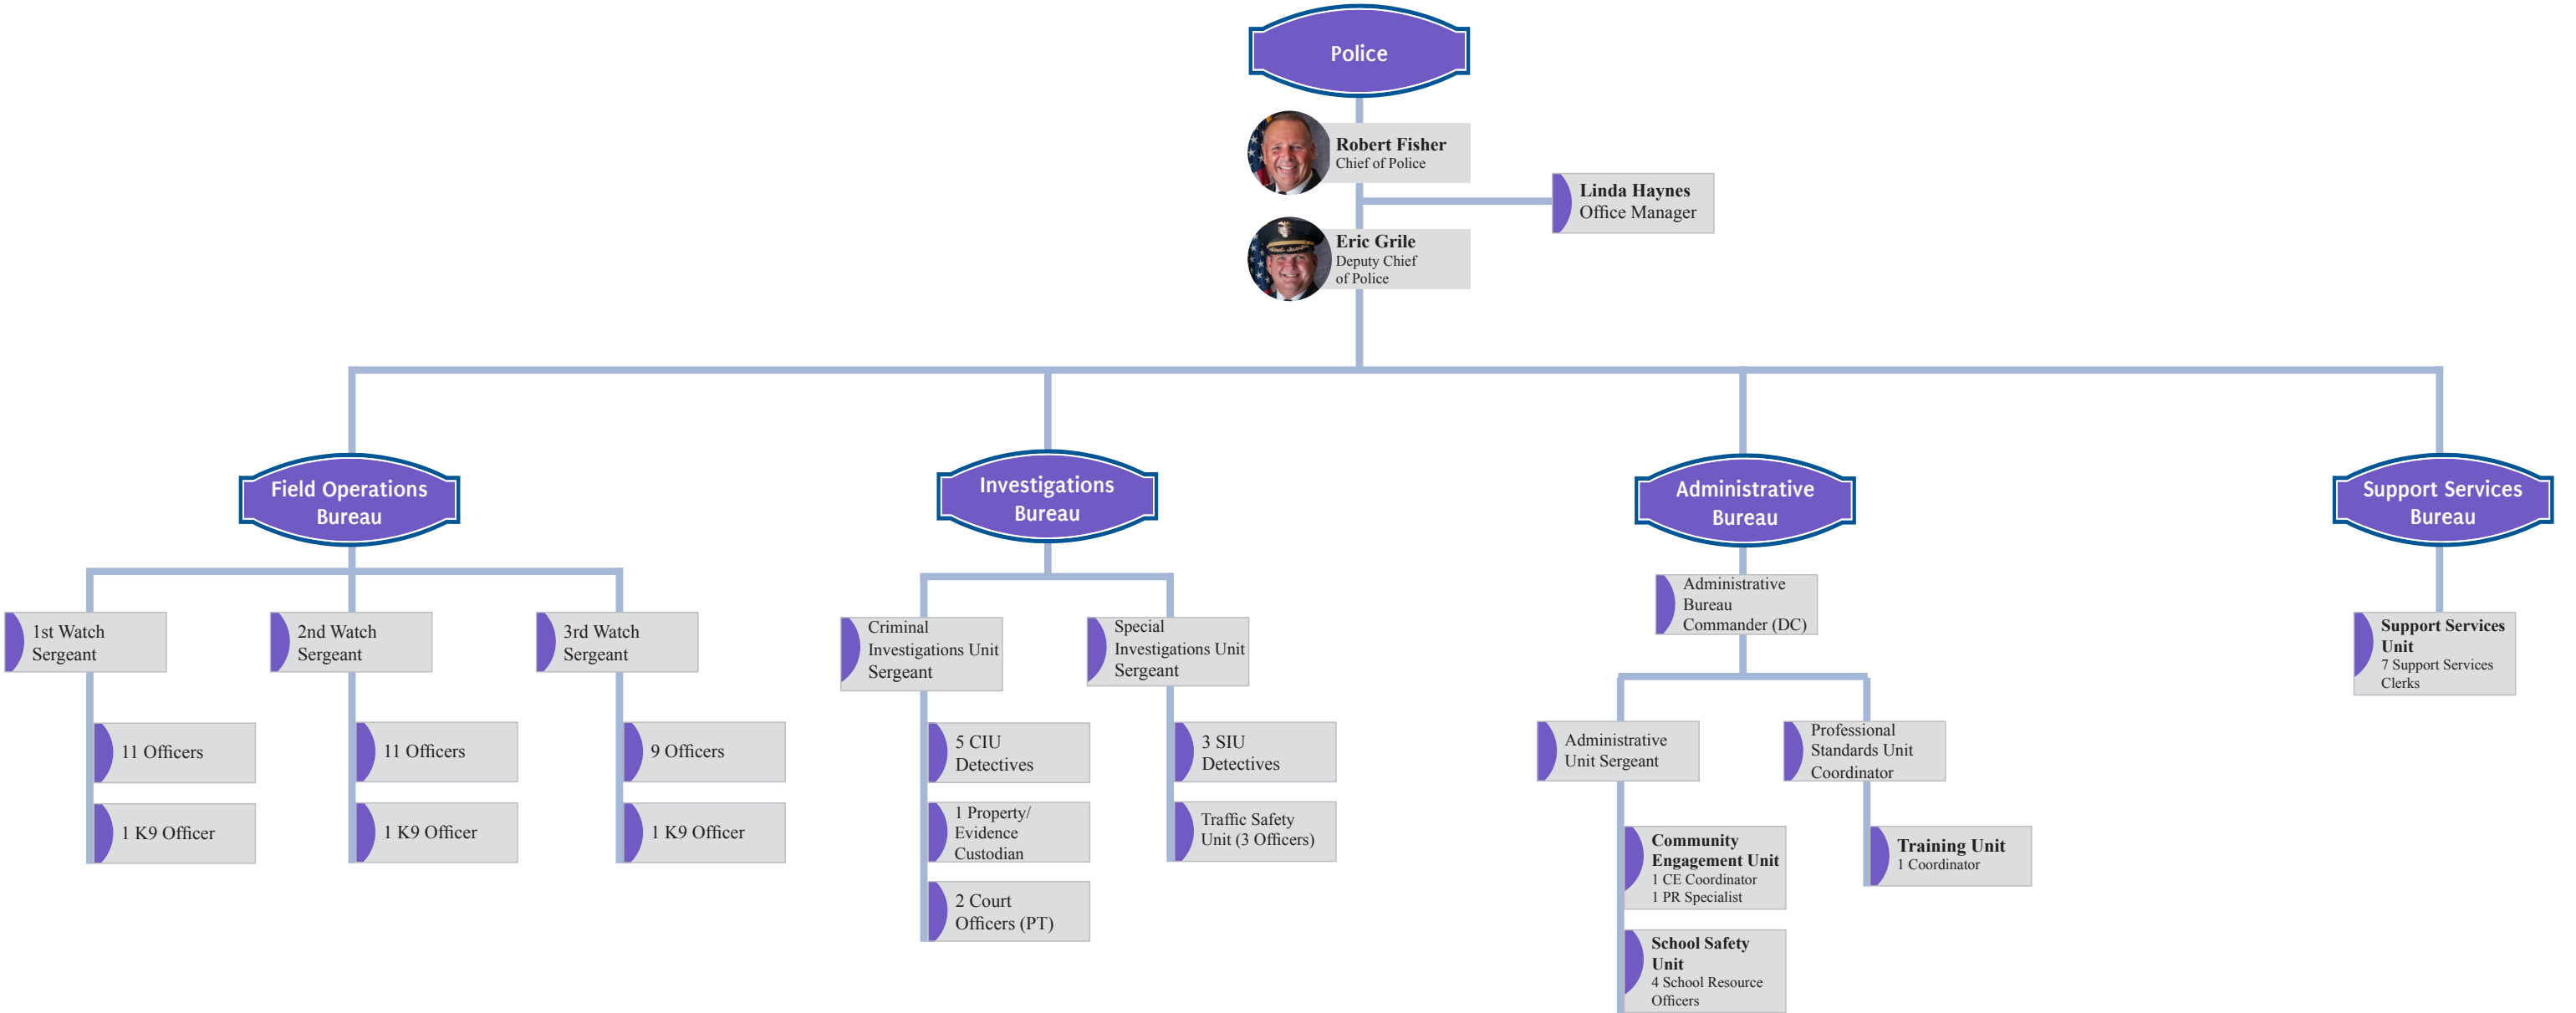 Police
Robert Fisher
Chief of Police
Linda Haynes
Office Manager
Eric Grile
Deputy Chief
of Police
Field Operations
Bureau
Investigations
Bureau
Administrative
Bureau
Support Services
Bureau
1st Watch
Sergeant
2nd Watch
Sergeant
3rd Watch
Sergeant
11 Officers
11 Officers
9 Officers
1 K9 Officer
1 K9 Officer
1 K9 Officer
Criminal
Investigations Unit
Sergeant
Special
Investigations Unit
Sergeant
5 CIU
Detectives
3 SIU
Detectives
1 Property/
Evidence
Custodian
Traffic Safety
Unit (3 Officers)
2 Court
Officers (PT)
Administrative
Bureau
Commander (DC)
Administrative
Unit Sergeant
Professional
Standards Unit
Coordinator
Community
Engagement Unit
1 CE Coordinator
1 PR Specialist
Training Unit
1 Coordinator
School Safety
Unit
4 School Resource
Officers
Support Services
Unit
7 Support Services
Clerks